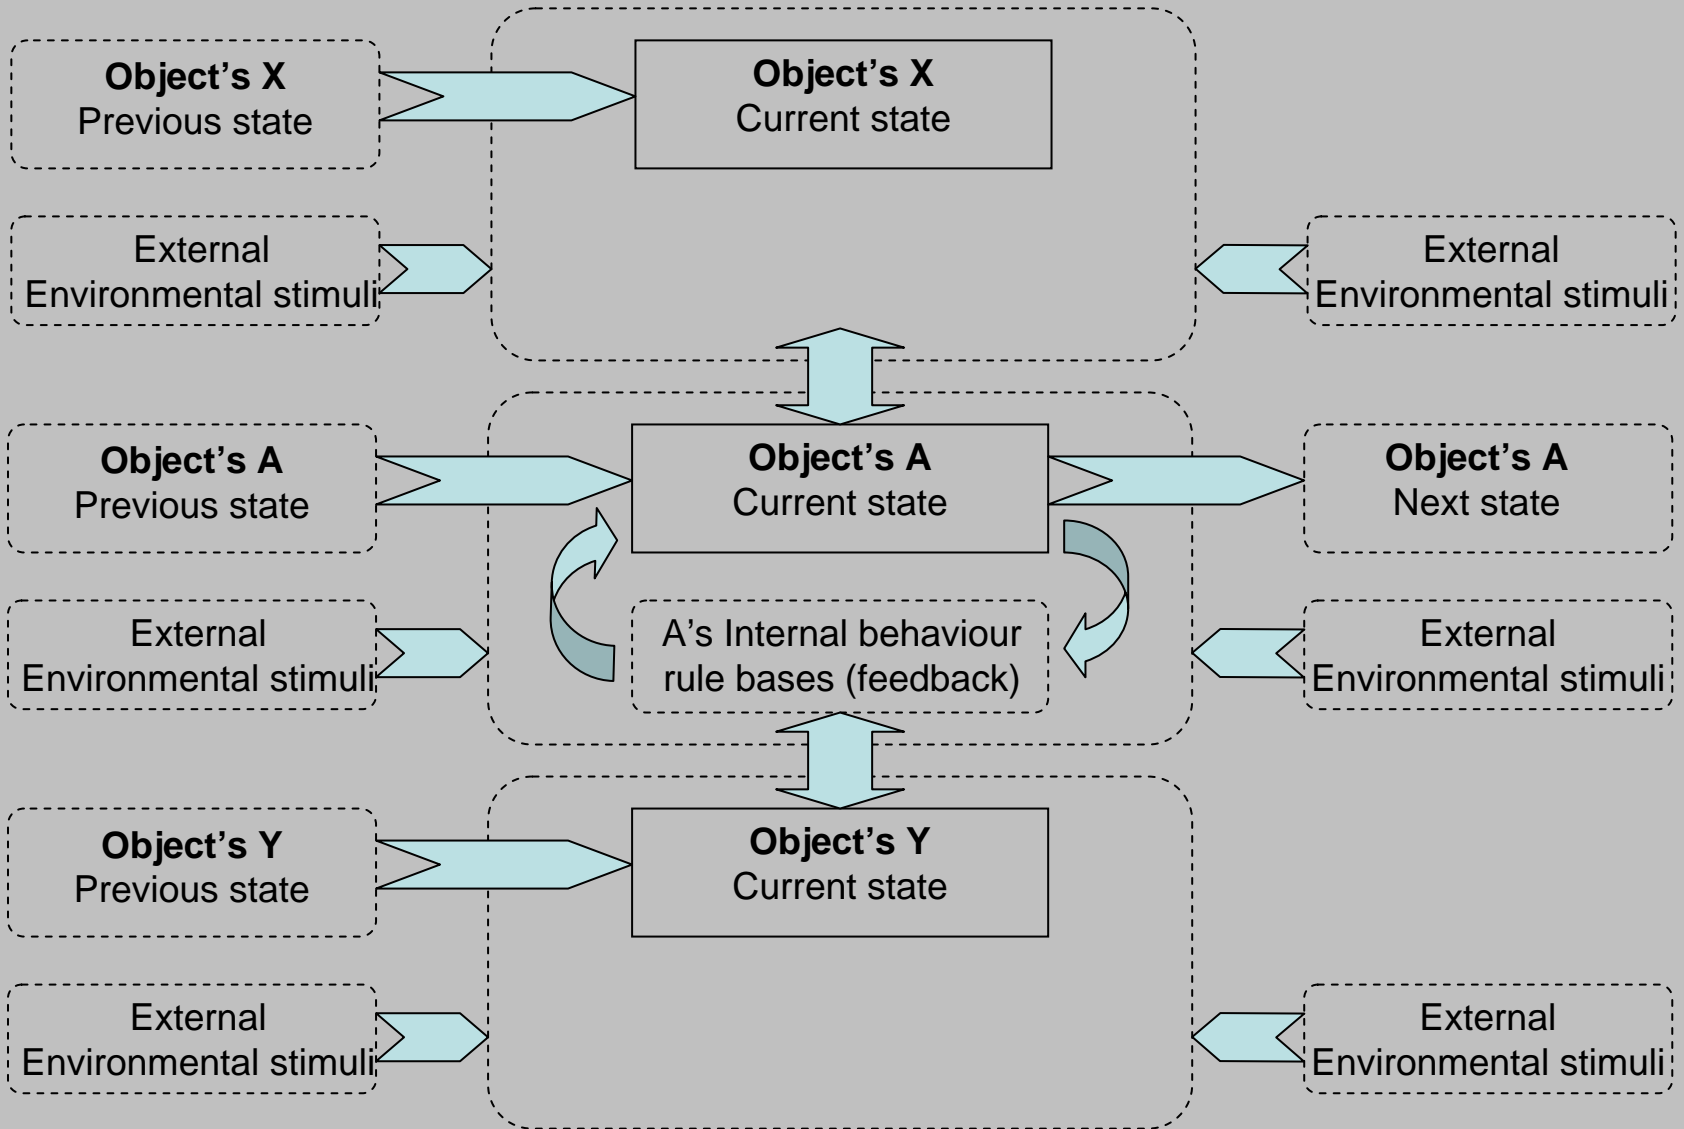 Object's X
Previous state
Object's X
Current state
External
Environmental stimuli
External
Environmental stimuli
Object's A
Previous state
Object's A
Current state
Object's A
Next state
External
Environmental stimuli
A's Internal behaviour
rule bases (feedback)
External
Environmental stimuli
Object's Y
Previous state
Object's Y
Current state
External
Environmental stimuli
External
Environmental stimuli